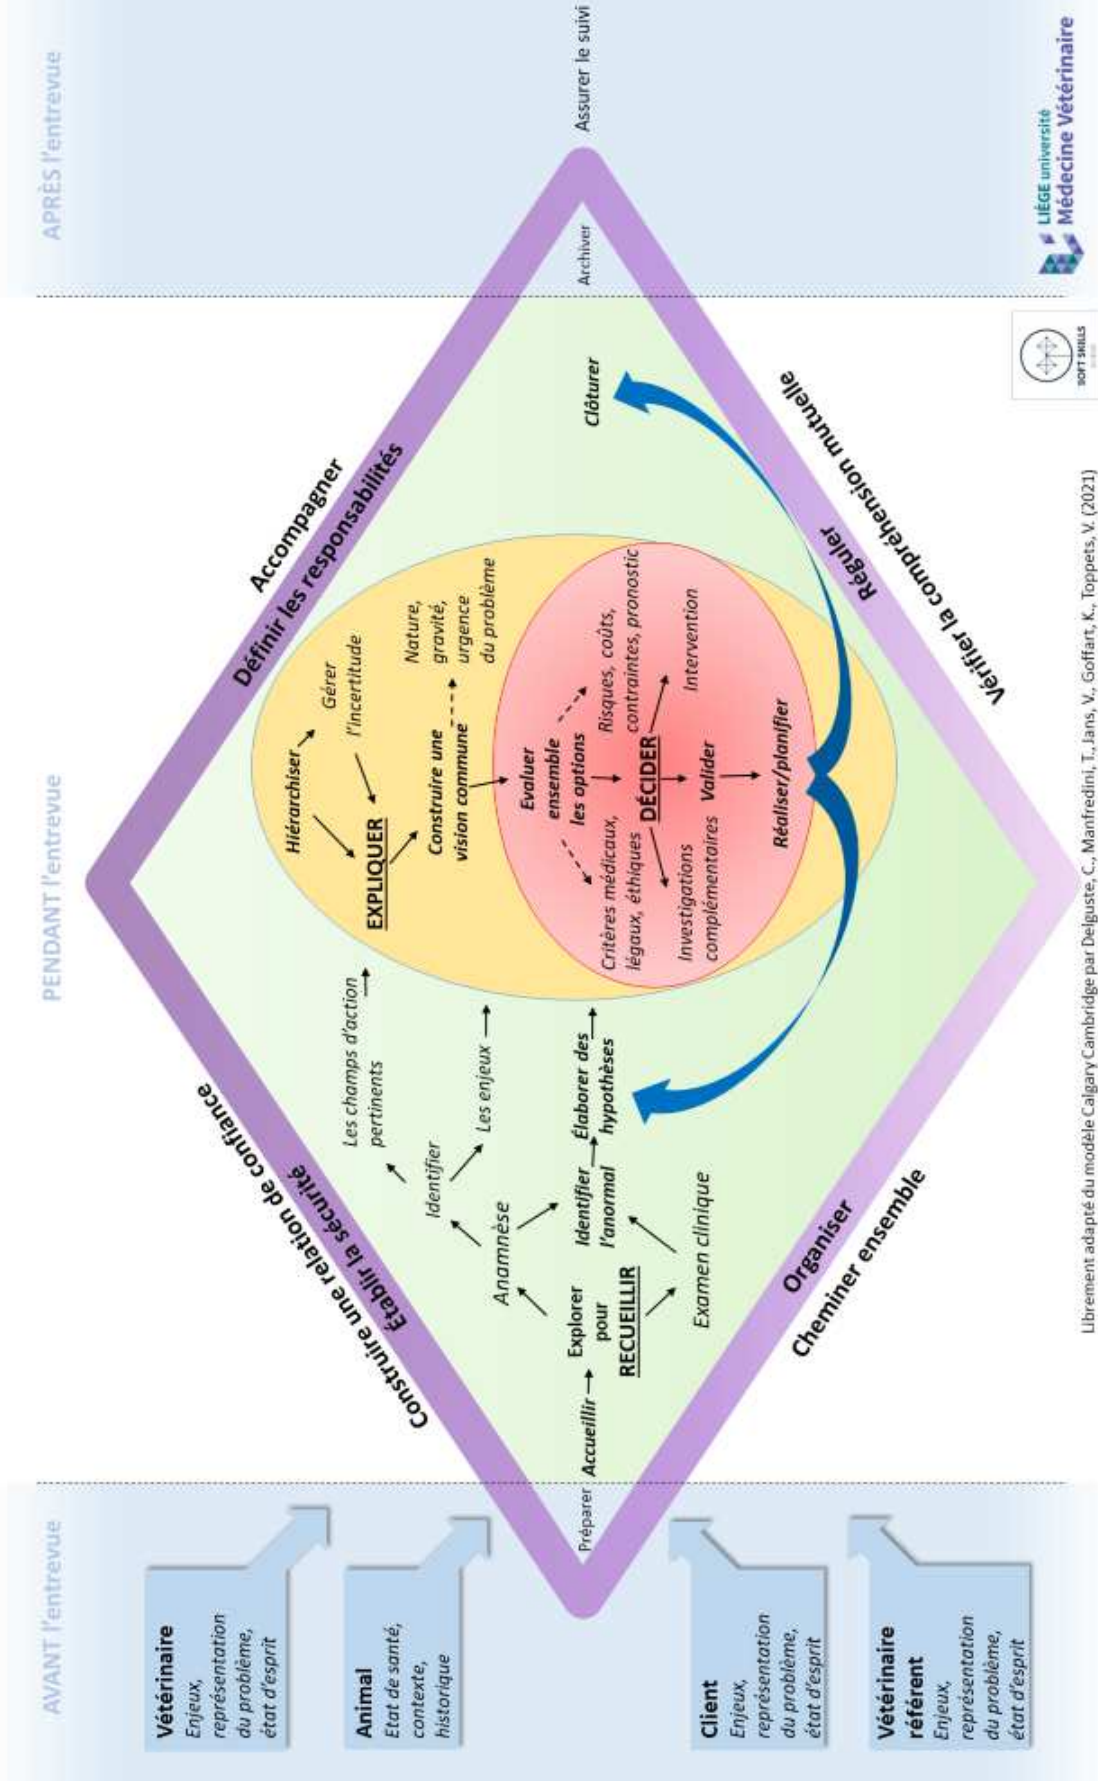 AVANT l'entrevue
PENDANT l'entrevue
APRÈS l'entrevue
Vétérinaire
Enjeux,
représentation
du problème,
état d'esprit
Animal
Etat de santé,
contexte,
historique
Client
Enjeux,
représentation
du problème,
état d'esprit
Vétérinaire
référent
Enjeux,
représentation
du problème,
état d'esprit
Préparer
Construire une relation de confiance
Établir la sécurité
Accompagner
Définir les responsabilités
Organiser
Cheminer ensemble
Réguler
Vérifier la compréhension mutuelle
Accueillir
Explorer
pour
RECUEILLIR
Anamnèse
Examen clinique
Identifier
Les champs d'action
pertinents
Les enjeux
Identifier
l'anormal
Élaborer des
hypothèses
Hiérarchiser
Gérer
l'incertitude
EXPLIQUER
Construire une
vision commune
Nature,
gravité,
urgence
du problème
Evaluer
ensemble
les options
Critères médicaux,
légaux, éthiques
Risques, coûts,
contraintes, pronostic
DÉCIDER
Investigations
complémentaires
Valider
Intervention
Réaliser/planifier
Clôturer
Archiver
Assurer le suivi
SOFT SKILLS
LIÈGE université
Médecine Vétérinaire
Librement adapté du modèle Calgary Cambridge par Delguste, C., Manfredini, T., Jans, V., Goffart, K., Toppets, V. (2021)